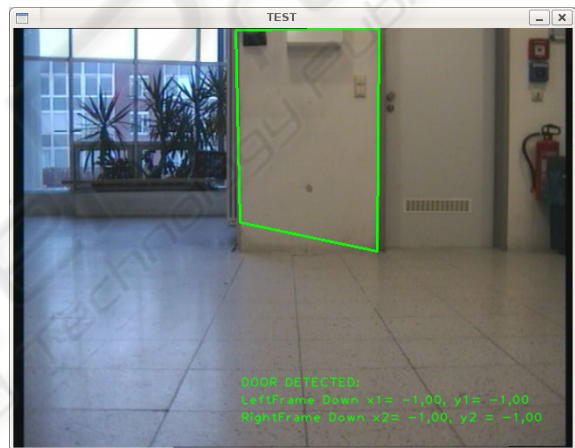 TEST
DOOR DETECTED:
LeftFrame Down x1= -1,00, y1= -1,00
RightFrame Down x2= -1,00, y2 = -1,00